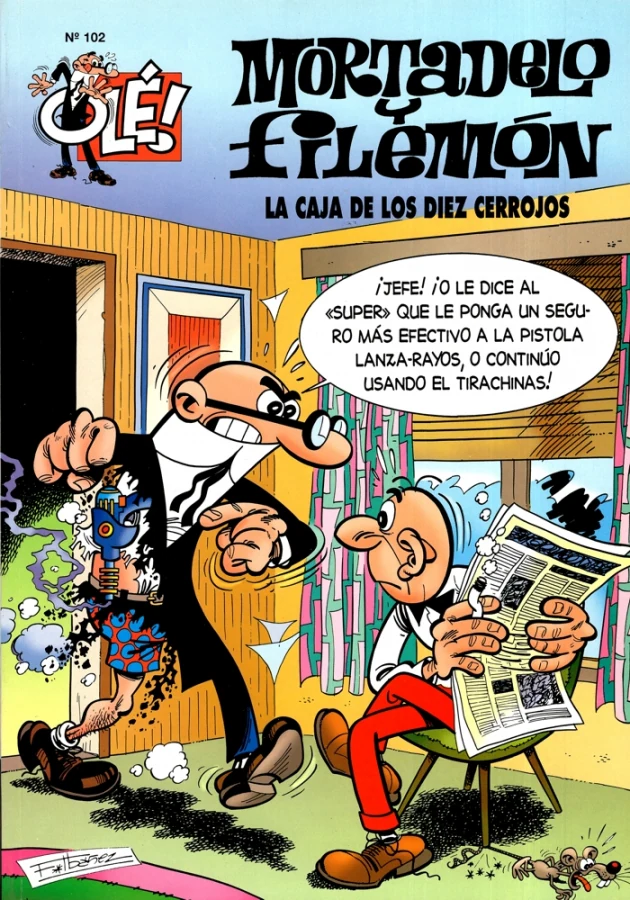 Nº 102
OLÉ!
MORTADELO
Y
FILEMÓN
LA CAJA DE LOS DIEZ CERROJOS
¡JEFE! ¡O LE DICE AL
«SUPER» QUE LE PONGA UN SEGU-
RO MÁS EFECTIVO A LA PISTOLA
LANZA-RAYOS, O CONTINÚO
USANDO EL TIRACHINAS!
F. Ibáñez